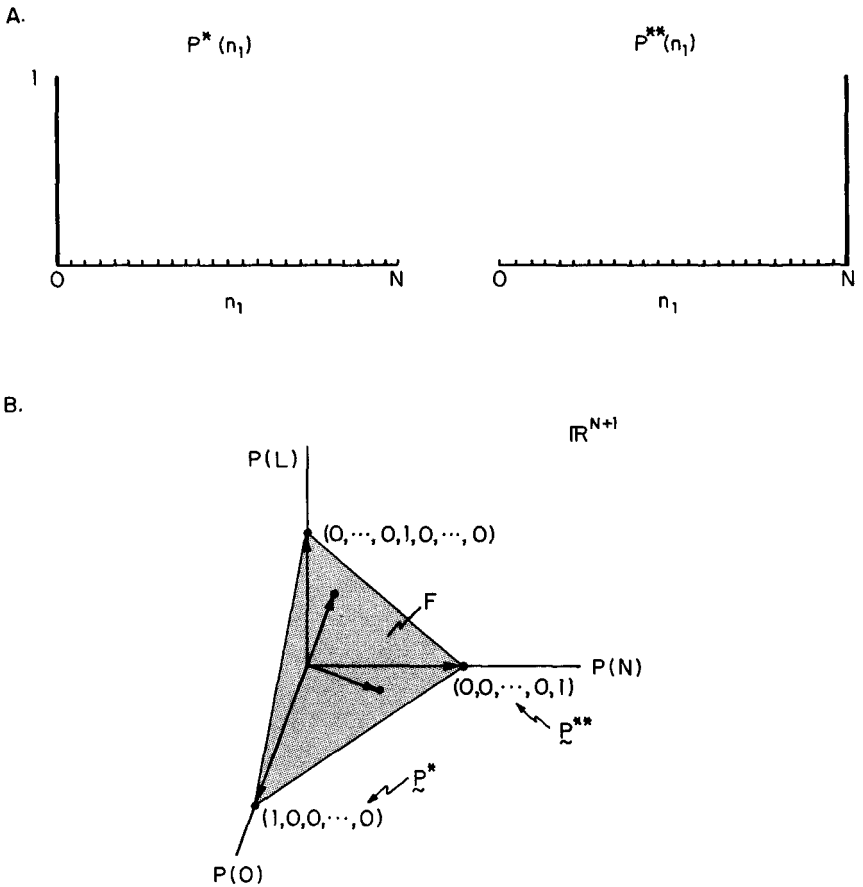 A.
P*(n₁) P**(n₁)
1
0 N 0 N
n₁ n₁
B.
ℝᴺ⁺¹
P(L)
(0,···,0,1,0,···,0)
F
P(N)
(0,0,···,0,1)
P̰**
P̰*
(1,0,0,···,0)
P(0)